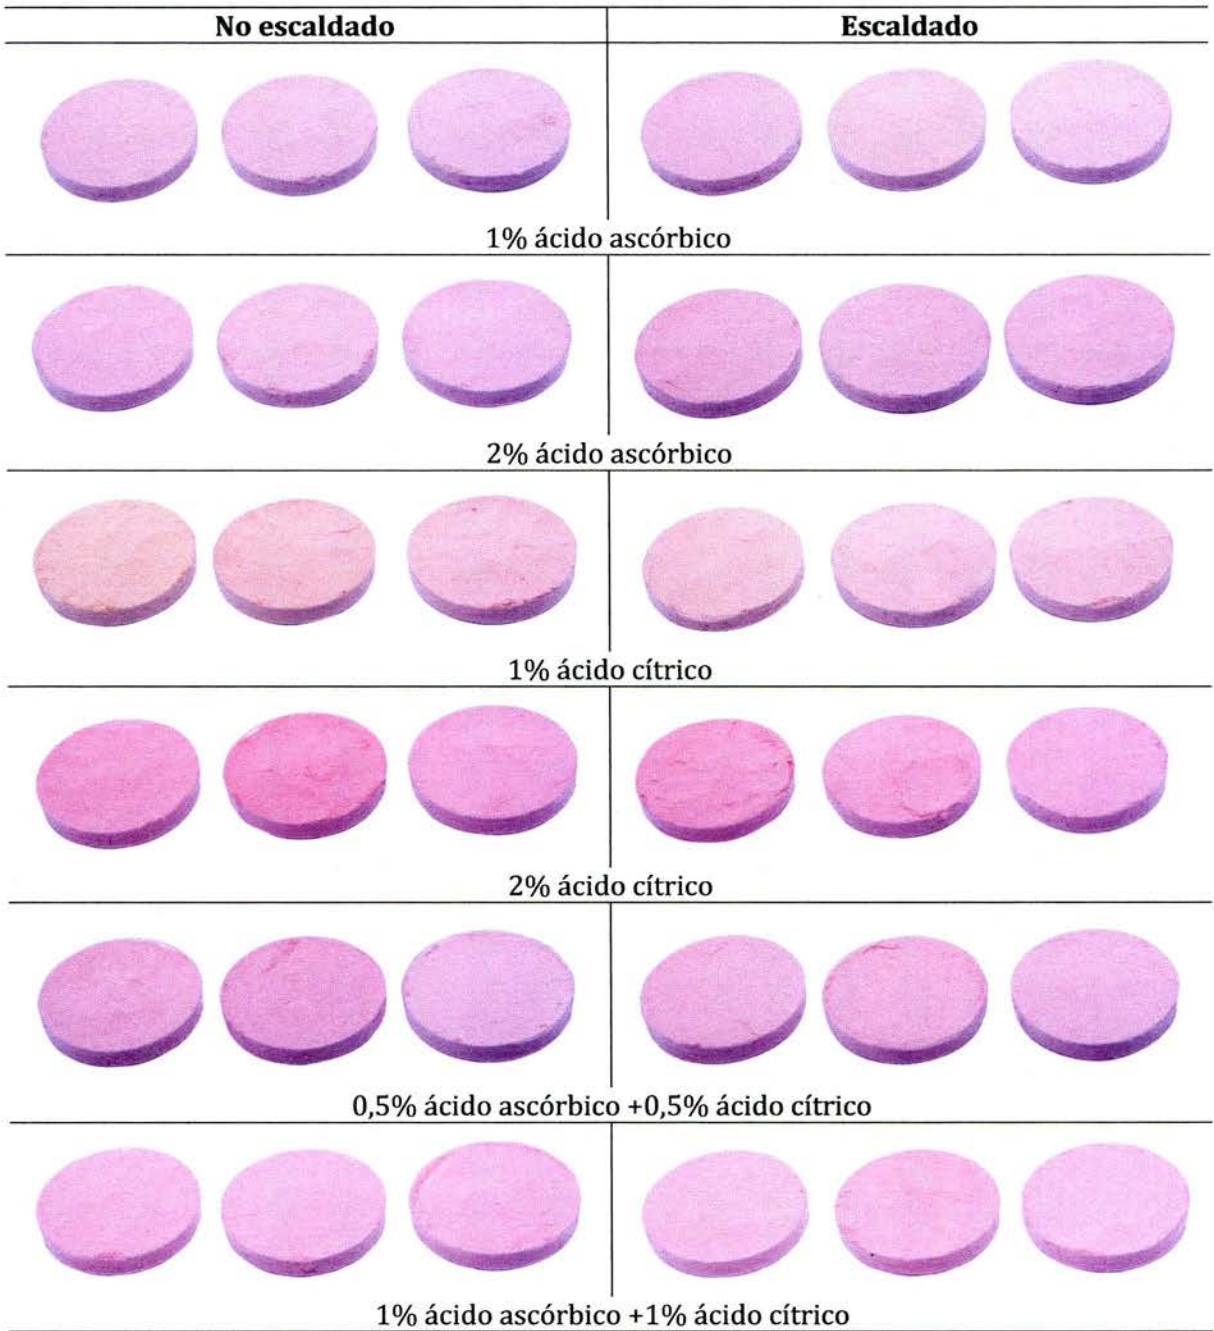 No escaldado
Escaldado
1% ácido ascórbico
2% ácido ascórbico
1% ácido cítrico
2% ácido cítrico
0,5% ácido ascórbico +0,5% ácido cítrico
1% ácido ascórbico +1% ácido cítrico